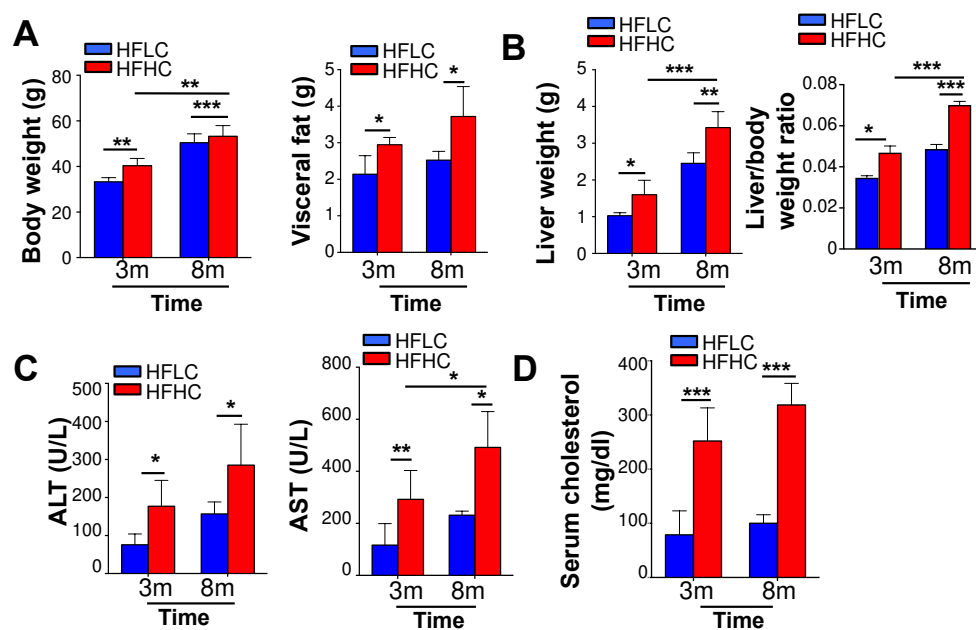 A
HFLC
HFHC
Body weight (g)
80
60
40
20
0
**
**
***
3m
8m
Time
HFLC
HFHC
Visceral fat (g)
5
4
3
2
1
0
*
*
3m
8m
Time
B
HFLC
HFHC
Liver weight (g)
5
4
3
2
1
0
*
***
**
3m
8m
Time
HFLC
HFHC
Liver/body
weight ratio
0.08
0.06
0.04
0.02
0
*
***
***
3m
8m
Time
C
HFLC
HFHC
ALT (U/L)
500
400
300
200
100
0
*
*
3m
8m
Time
HFLC
HFHC
AST (U/L)
800
600
400
200
0
**
*
*
3m
8m
Time
D
HFLC
HFHC
Serum cholesterol
(mg/dl)
400
300
200
100
0
***
***
3m
8m
Time